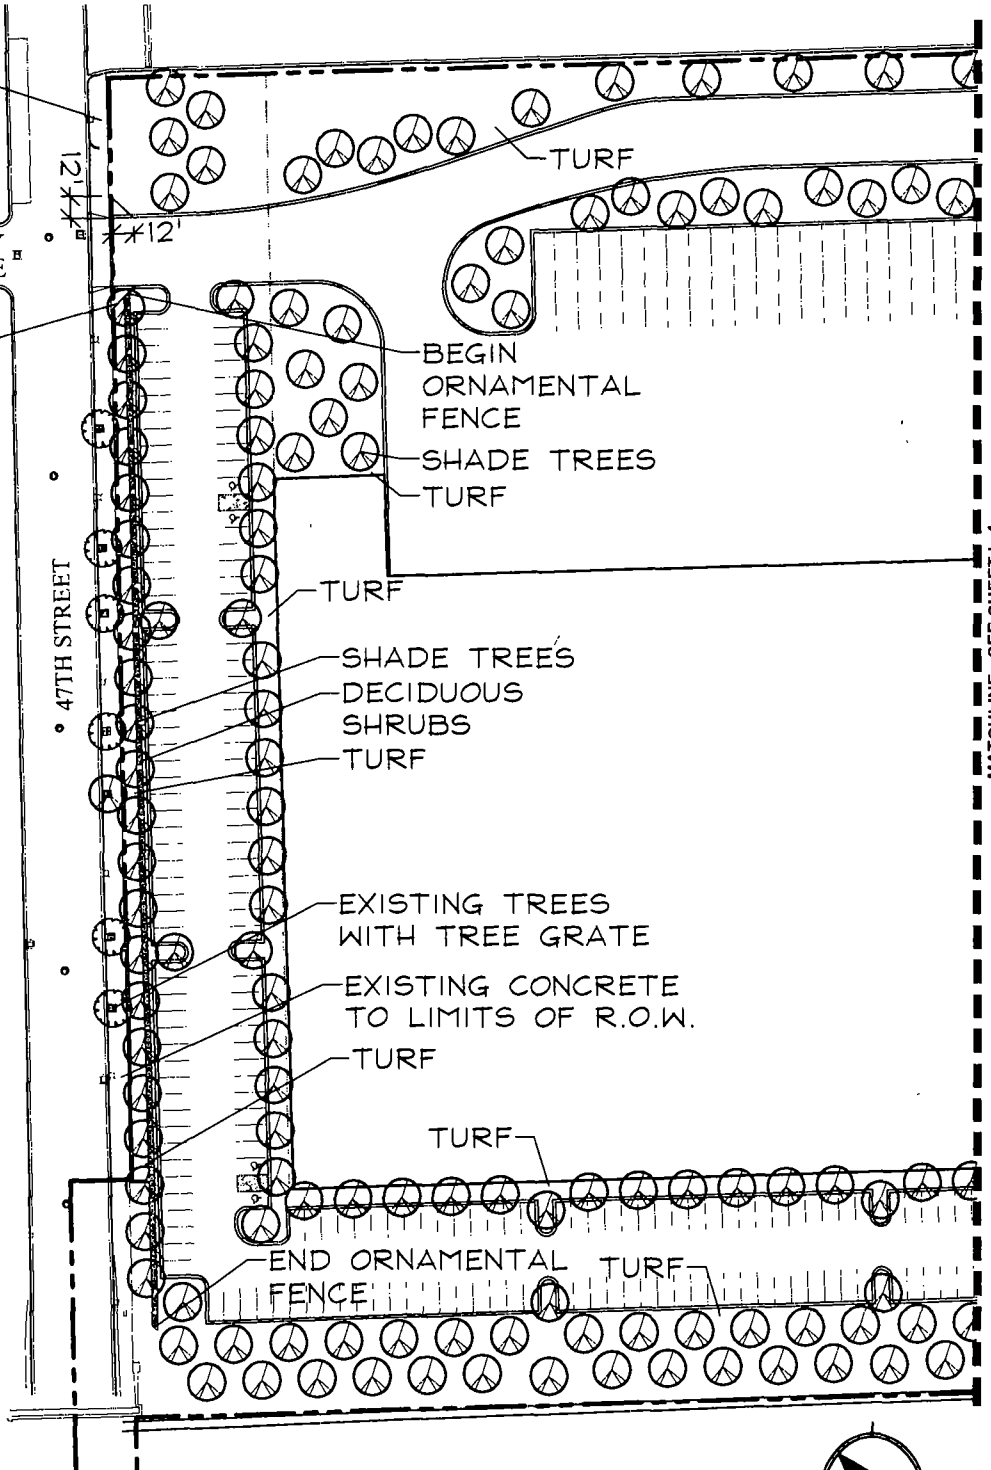 TURF
12'
12'
BEGIN
ORNAMENTAL
FENCE
SHADE TREES
TURF
47TH STREET
TURF
SHADE TREES
DECIDUOUS
SHRUBS
TURF
EXISTING TREES
WITH TREE GRATE
EXISTING CONCRETE
TO LIMITS OF R.O.W.
TURF
TURF
END ORNAMENTAL
FENCE
TURF